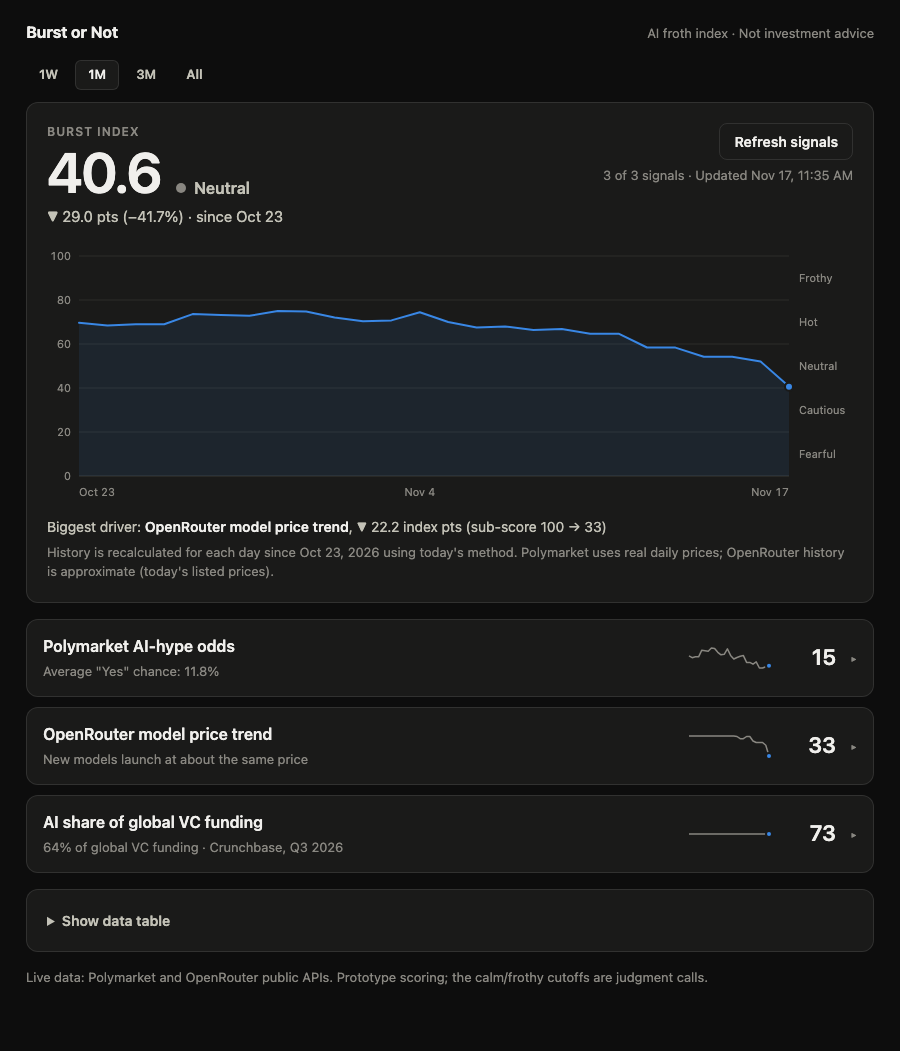 Burst or Not
AI froth index · Not investment advice
1W
1M
3M
All
BURST INDEX
Refresh signals
40.6
Neutral
3 of 3 signals · Updated Nov 17, 11:35 AM
▼ 29.0 pts (−41.7%) · since Oct 23
100
80
60
40
20
0
Frothy
Hot
Neutral
Cautious
Fearful
Oct 23
Nov 4
Nov 17
Biggest driver: OpenRouter model price trend, ▼ 22.2 index pts (sub-score 100 → 33)
History is recalculated for each day since Oct 23, 2026 using today's method. Polymarket uses real daily prices; OpenRouter history
is approximate (today's listed prices).
Polymarket AI-hype odds
Average "Yes" chance: 11.8%
15
OpenRouter model price trend
New models launch at about the same price
33
AI share of global VC funding
64% of global VC funding · Crunchbase, Q3 2026
73
Show data table
Live data: Polymarket and OpenRouter public APIs. Prototype scoring; the calm/frothy cutoffs are judgment calls.